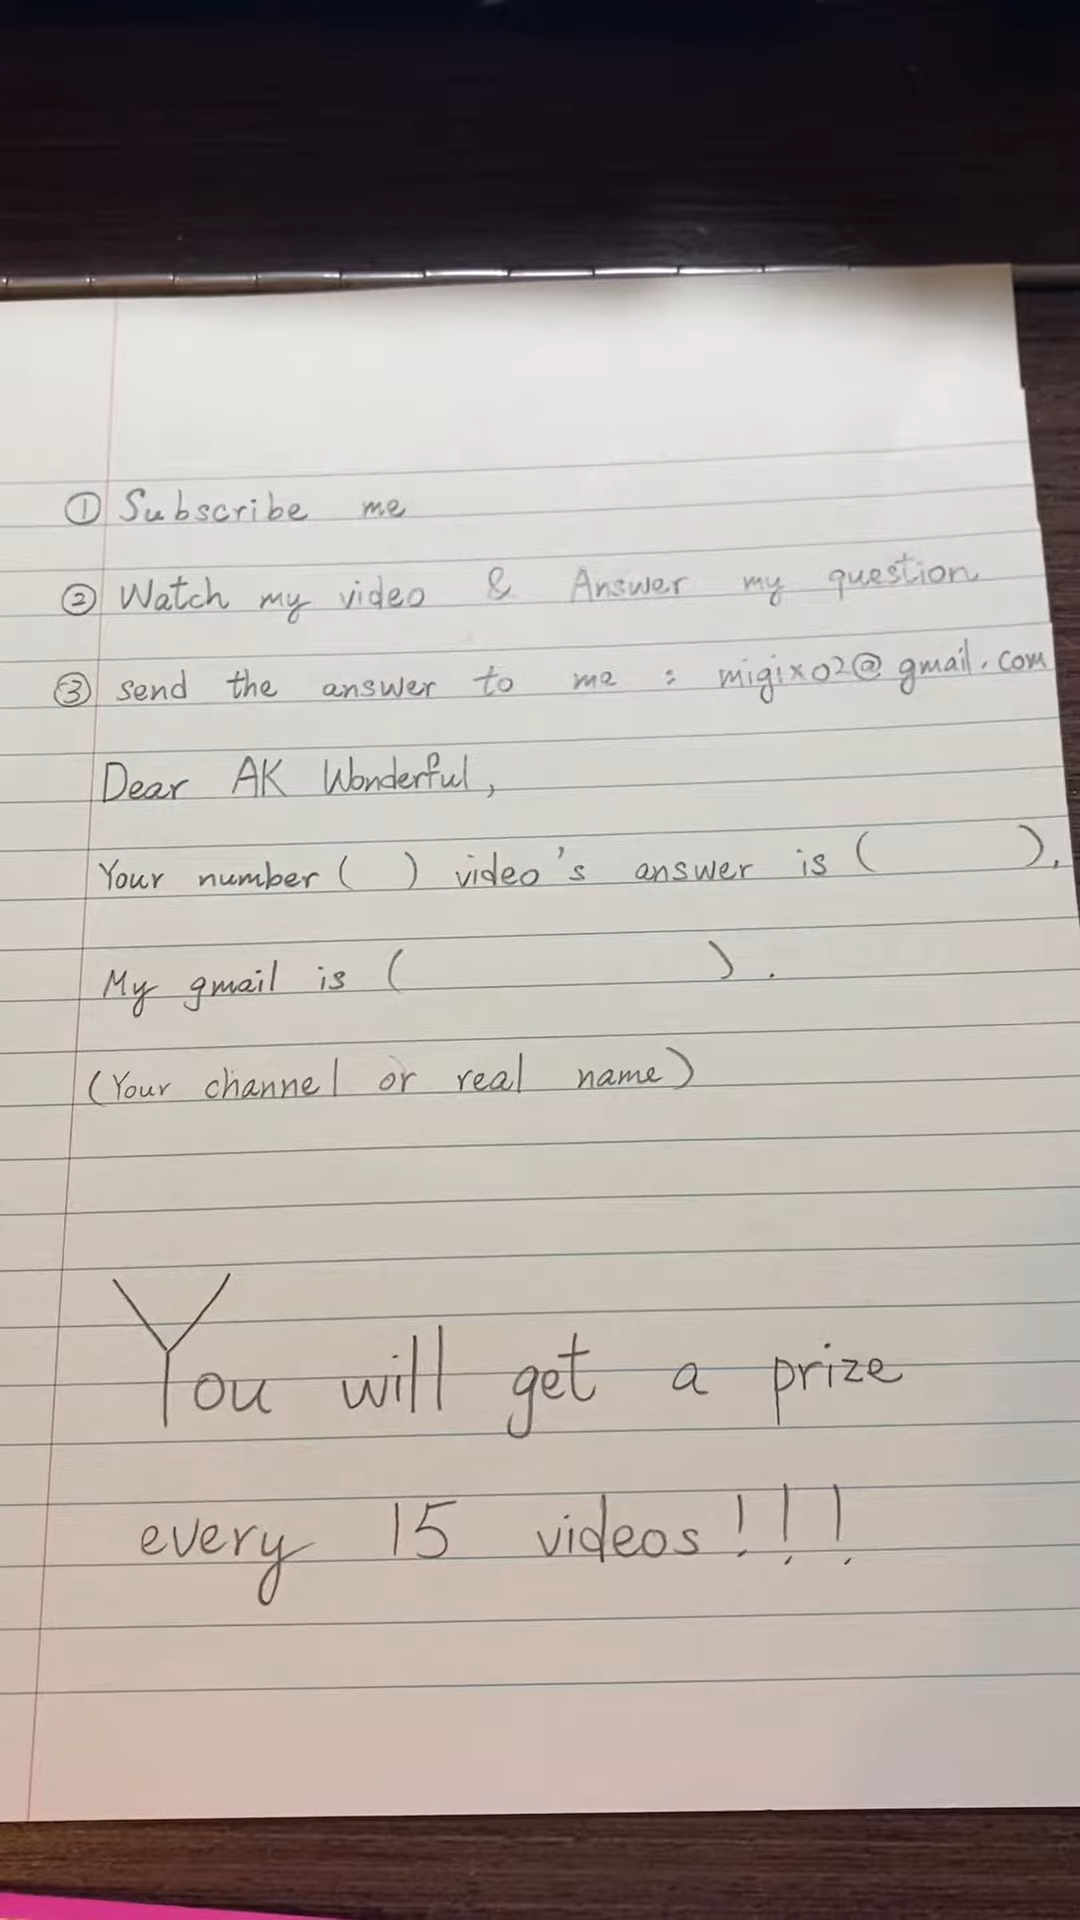 ① Subscribe me
② Watch my video & Answer my question
③ send the answer to me : migixo2@gmail.com
Dear AK Wonderful,
Your number ( ) video's answer is ( ).
My gmail is ( ).
(Your channel or real name)
You will get a prize
every 15 videos!!!